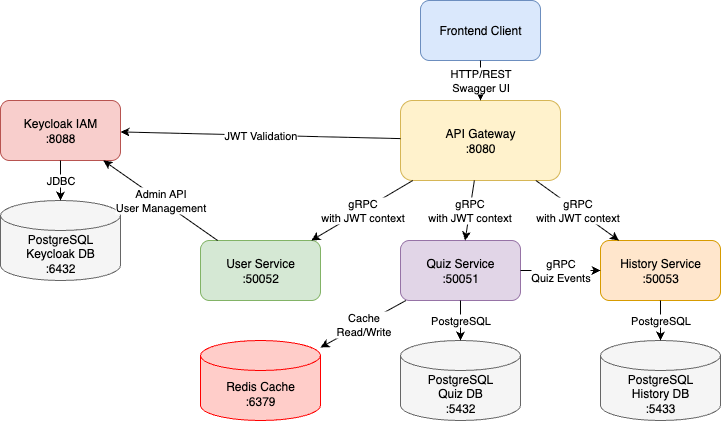 Frontend Client
HTTP/REST
Swagger UI
Keycloak IAM
:8088
JWT Validation
API Gateway
:8080
JDBC
Admin API
User Management
gRPC
with JWT context
gRPC
with JWT context
gRPC
with JWT context
PostgreSQL
Keycloak DB
:6432
User Service
:50052
Quiz Service
:50051
gRPC
Quiz Events
History Service
:50053
Cache
Read/Write
PostgreSQL
PostgreSQL
Redis Cache
:6379
PostgreSQL
Quiz DB
:5432
PostgreSQL
History DB
:5433